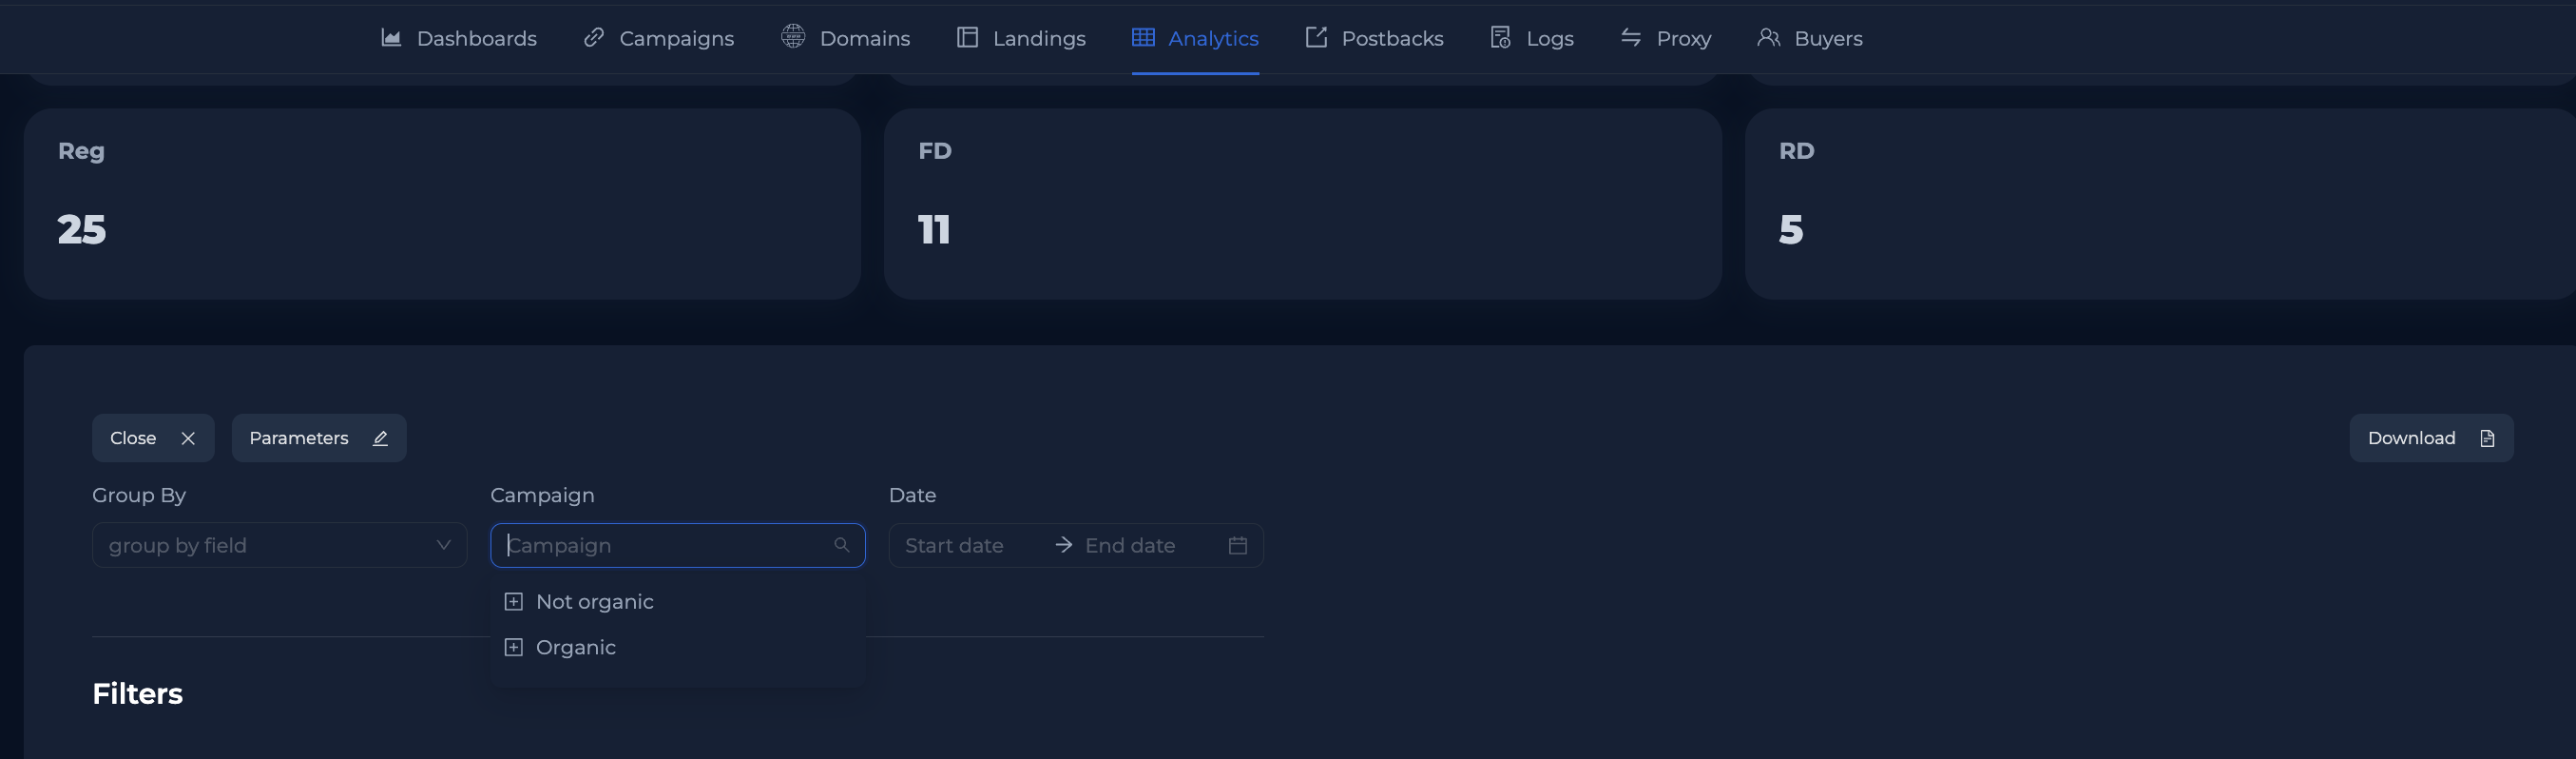 Dashboards Campaigns Domains Landings Analytics Postbacks Logs Proxy Buyers
Reg FD RD
25 11 5
Close Parameters Download
Group By Campaign Date
group by field Campaign Start date End date
Not organic
Organic
Filters